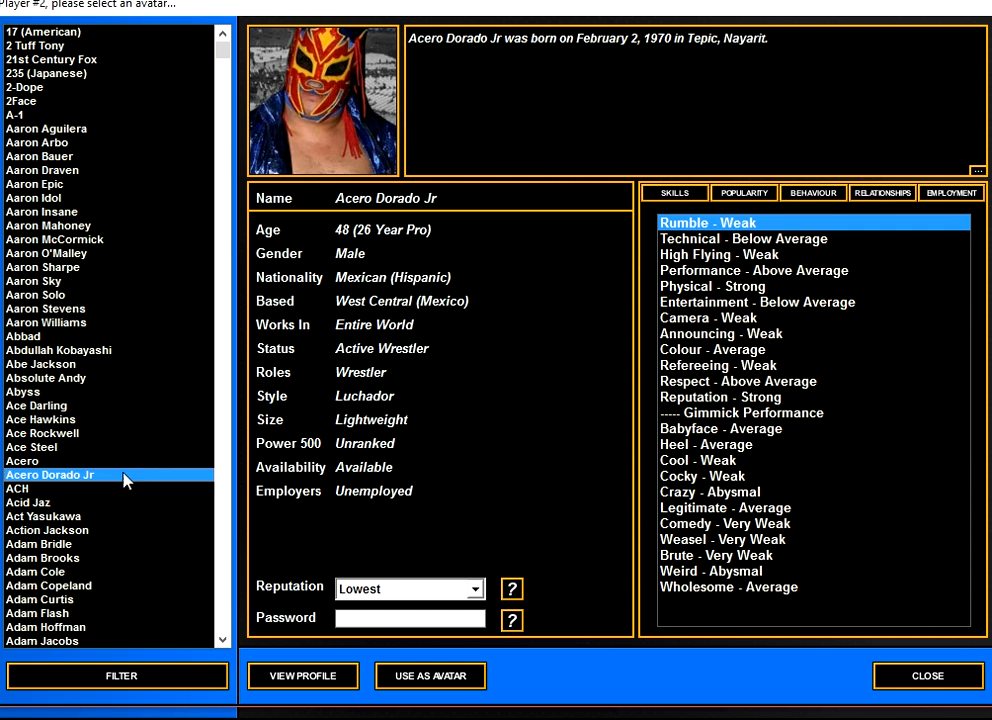 Player #2, please select an avatar...
17 (American)
2 Tuff Tony
21st Century Fox
235 (Japanese)
2-Dope
2Face
A-1
Aaron Aguilera
Aaron Arbo
Aaron Bauer
Aaron Draven
Aaron Epic
Aaron Idol
Aaron Insane
Aaron Mahoney
Aaron McCormick
Aaron O'Malley
Aaron Sharpe
Aaron Sky
Aaron Solo
Aaron Stevens
Aaron Williams
Abbad
Abdullah Kobayashi
Abe Jackson
Absolute Andy
Abyss
Ace Darling
Ace Hawkins
Ace Rockwell
Ace Steel
Acero
Acero Dorado Jr
ACH
Acid Jaz
Act Yasukawa
Action Jackson
Adam Bridle
Adam Brooks
Adam Cole
Adam Copeland
Adam Curtis
Adam Flash
Adam Hoffman
Adam Jacobs
FILTER
Acero Dorado Jr was born on February 2, 1970 in Tepic, Nayarit.
...
Name Acero Dorado Jr
Age 48 (26 Year Pro)
Gender Male
Nationality Mexican (Hispanic)
Based West Central (Mexico)
Works In Entire World
Status Active Wrestler
Roles Wrestler
Style Luchador
Size Lightweight
Power 500 Unranked
Availability Available
Employers Unemployed
Reputation Lowest ?
Password ?
SKILLS POPULARITY BEHAVIOUR RELATIONSHIPS EMPLOYMENT
Rumble - Weak
Technical - Below Average
High Flying - Weak
Performance - Above Average
Physical - Strong
Entertainment - Below Average
Camera - Weak
Announcing - Weak
Colour - Average
Refereeing - Weak
Respect - Above Average
Reputation - Strong
----- Gimmick Performance
Babyface - Average
Heel - Average
Cool - Weak
Cocky - Weak
Crazy - Abysmal
Legitimate - Average
Comedy - Very Weak
Weasel - Very Weak
Brute - Very Weak
Weird - Abysmal
Wholesome - Average
VIEW PROFILE USE AS AVATAR CLOSE